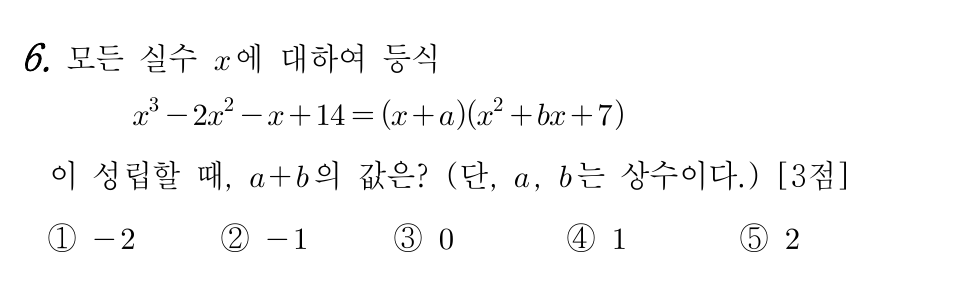 6. 모든 실수 x에 대하여 등식
x³ − 2x² − x + 14 = (x + a)(x² + bx + 7)
이 성립할 때, a+b의 값은? (단, a, b는 상수이다.) [3점]
① −2 ② −1 ③ 0 ④ 1 ⑤ 2